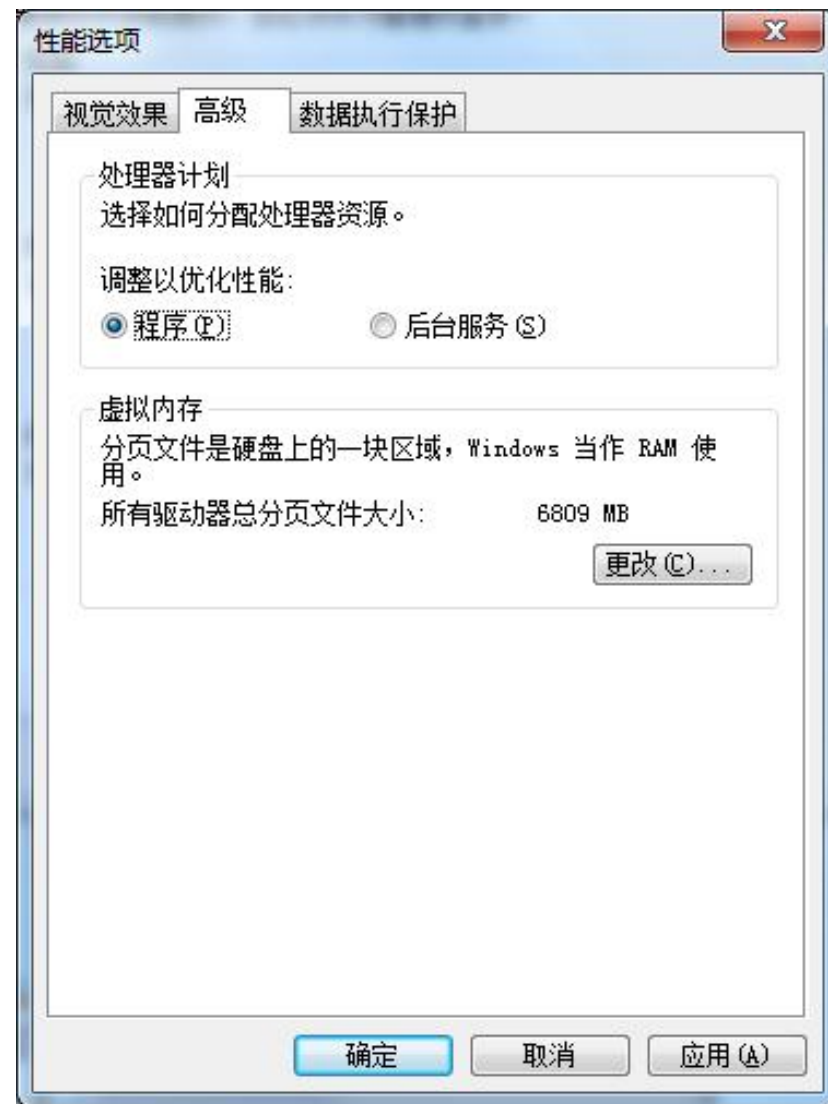 性能选项
视觉效果 高级 数据执行保护
处理器计划
选择如何分配处理器资源。
调整以优化性能:
程序(P) 后台服务(S)
虚拟内存
分页文件是硬盘上的一块区域，Windows 当作 RAM 使
用。
所有驱动器总分页文件大小: 6809 MB
更改(C)...
确定 取消 应用(A)